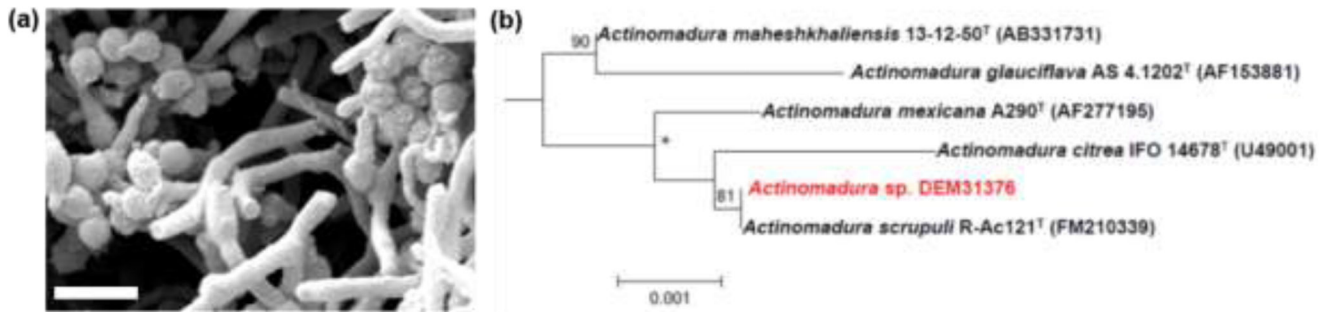 (a)
(b)
90
Actinomadura maheshkhaliensis 13-12-50ᵀ (AB331731)
Actinomadura glauciflava AS 4.1202ᵀ (AF153881)
Actinomadura mexicana A290ᵀ (AF277195)
*
Actinomadura citrea IFO 14678ᵀ (U49001)
Actinomadura sp. DEM31376
81
Actinomadura scrupuli R-Ac121ᵀ (FM210339)
0.001